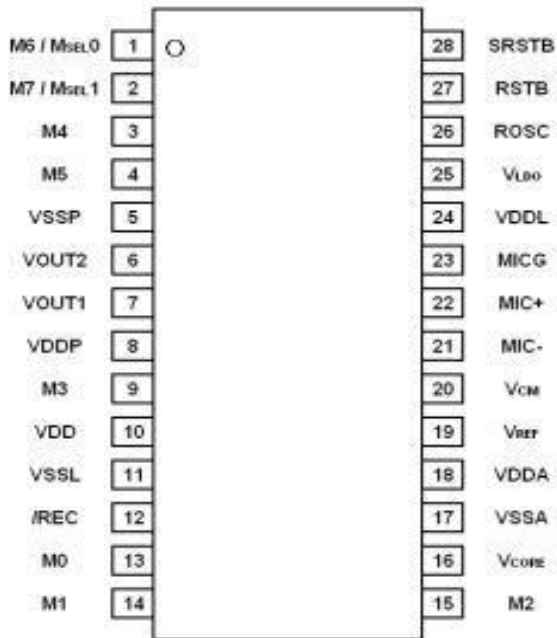 M6 / MSEL0 1 28 SRSTB
M7 / MSEL1 2 27 RSTB
M4 3 26 ROSC
M5 4 25 VLDO
VSSP 5 24 VDDL
VOUT2 6 23 MICG
VOUT1 7 22 MIC+
VDDP 8 21 MIC-
M3 9 20 VCM
VDD 10 19 VREF
VSSL 11 18 VDDA
/REC 12 17 VSSA
M0 13 16 VCORE
M1 14 15 M2